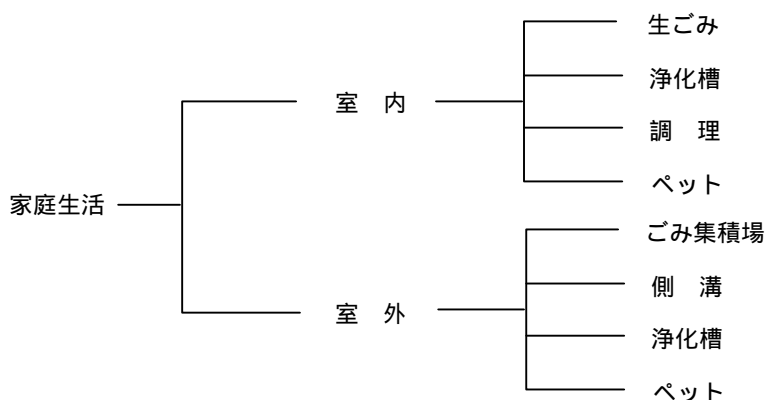 生ごみ
浄化槽
室　内
調　理
ペット
家庭生活
ごみ集積場
側　溝
室　外
浄化槽
ペット